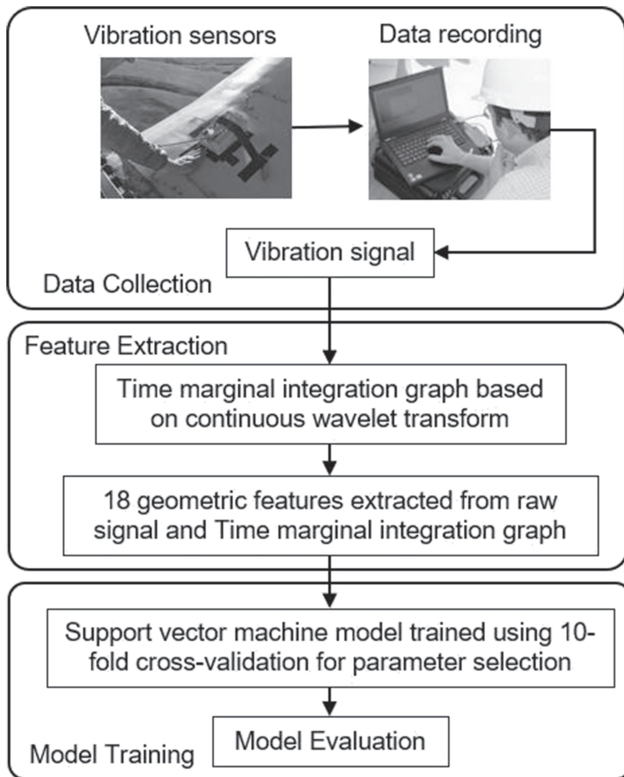 Vibration sensors
Data recording
Vibration signal
Data Collection
Feature Extraction
Time marginal integration graph based
on continuous wavelet transform
18 geometric features extracted from raw
signal and Time marginal integration graph
Support vector machine model trained using 10-
fold cross-validation for parameter selection
Model Evaluation
Model Training